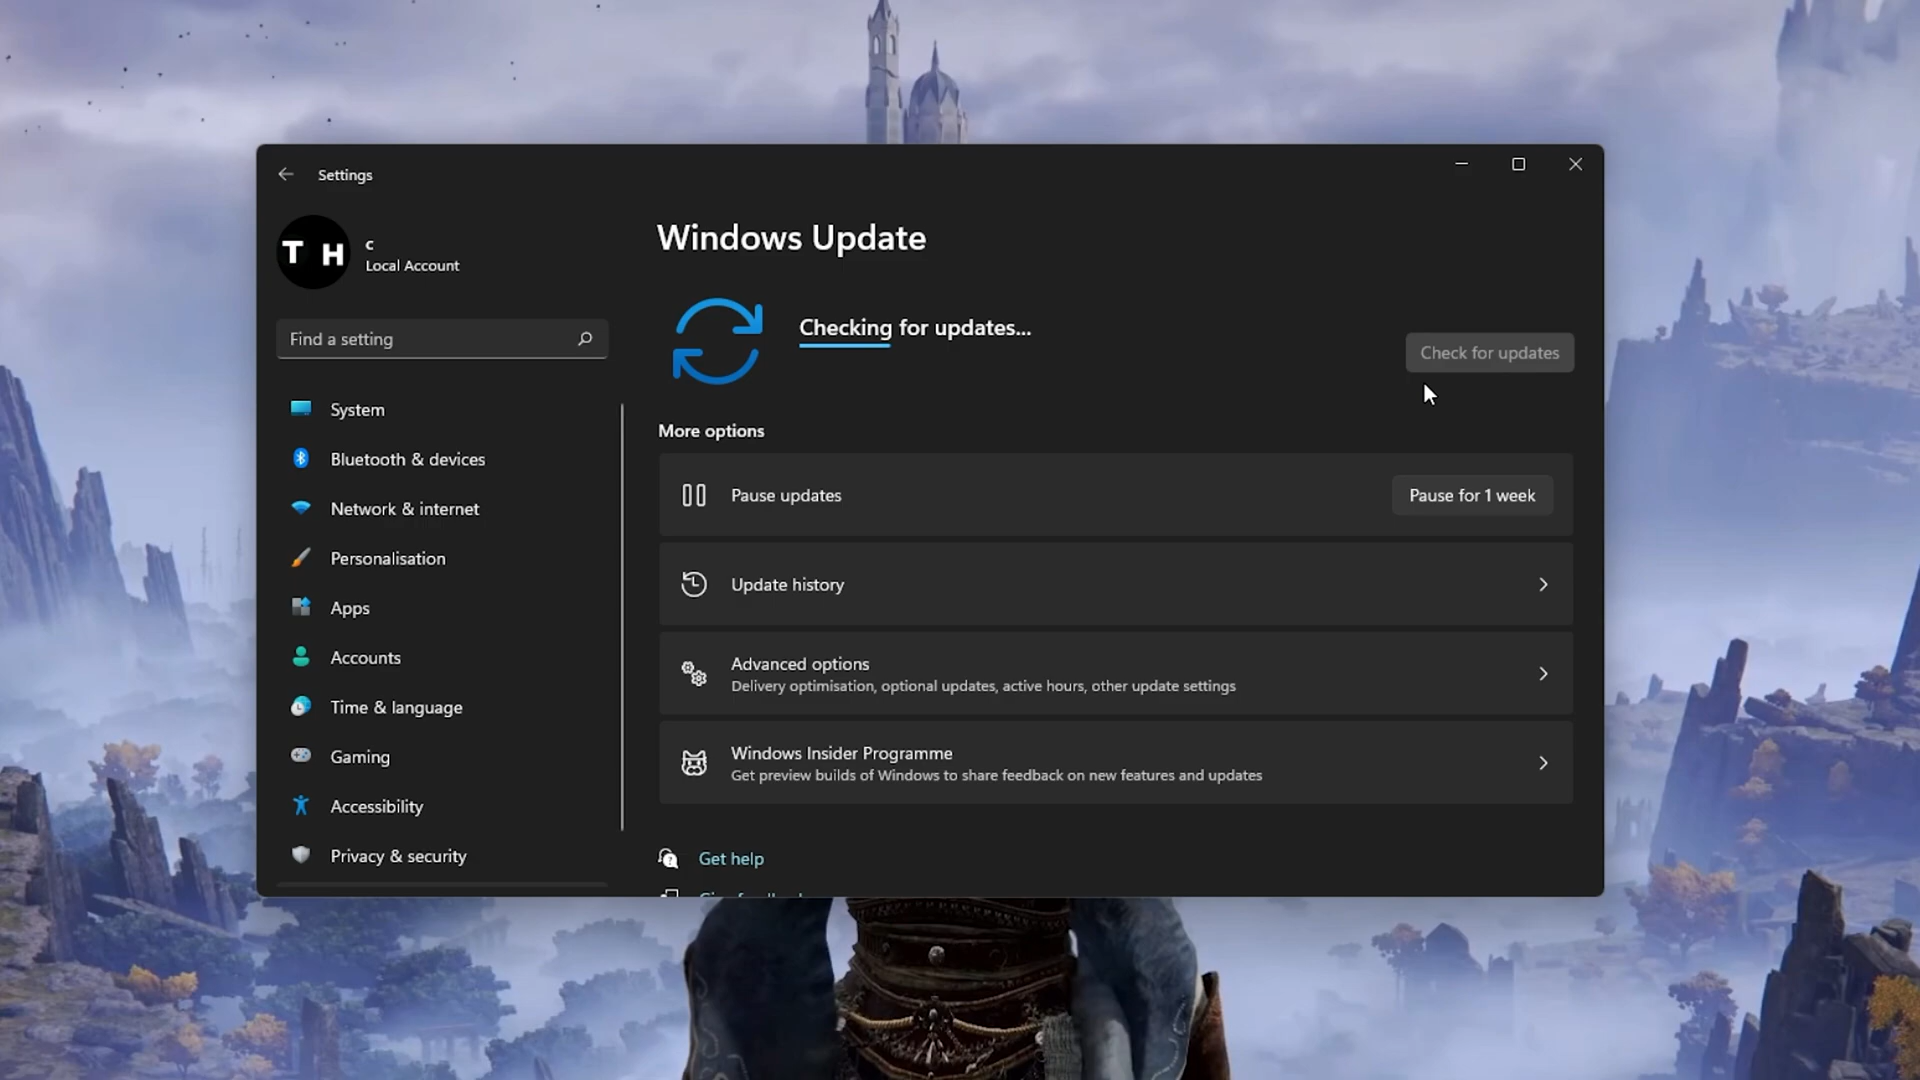 Settings
T H
c
Local Account
Find a setting
System
Bluetooth & devices
Network & internet
Personalisation
Apps
Accounts
Time & language
Gaming
Accessibility
Privacy & security
Windows Update
Checking for updates...
Check for updates
More options
Pause updates
Pause for 1 week
Update history
Advanced options
Delivery optimisation, optional updates, active hours, other update settings
Windows Insider Programme
Get preview builds of Windows to share feedback on new features and updates
Get help